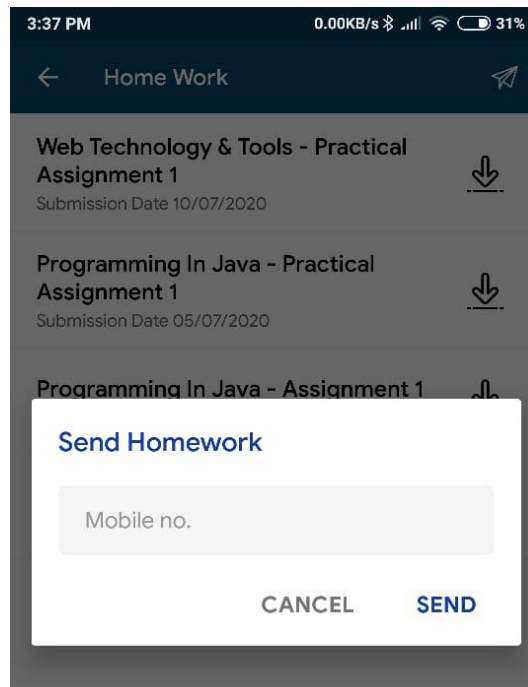 3:37 PM 0.00KB/s 31%
Home Work
Web Technology & Tools - Practical
Assignment 1
Submission Date 10/07/2020
Programming In Java - Practical
Assignment 1
Submission Date 05/07/2020
Programming In Java - Assignment 1
Send Homework
Mobile no.
CANCEL SEND